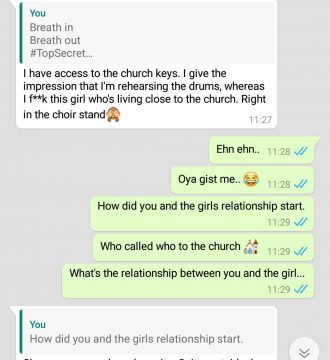 You
Breath in
Breath out
#TopSecret…
I have access to the church keys. I give the
impression that I'm rehearsing the drums, whereas
I f**k this girl who's living close to the church. Right
in the choir stand🙈
11:27
Ehn ehn.. 11:28
Oya gist me.. 😂 11:28
How did you and the girls relationship start.
11:29
Who called who to the church 💒 11:29
What's the relationship between you and the girl...
11:29
You
How did you and the girls relationship start.